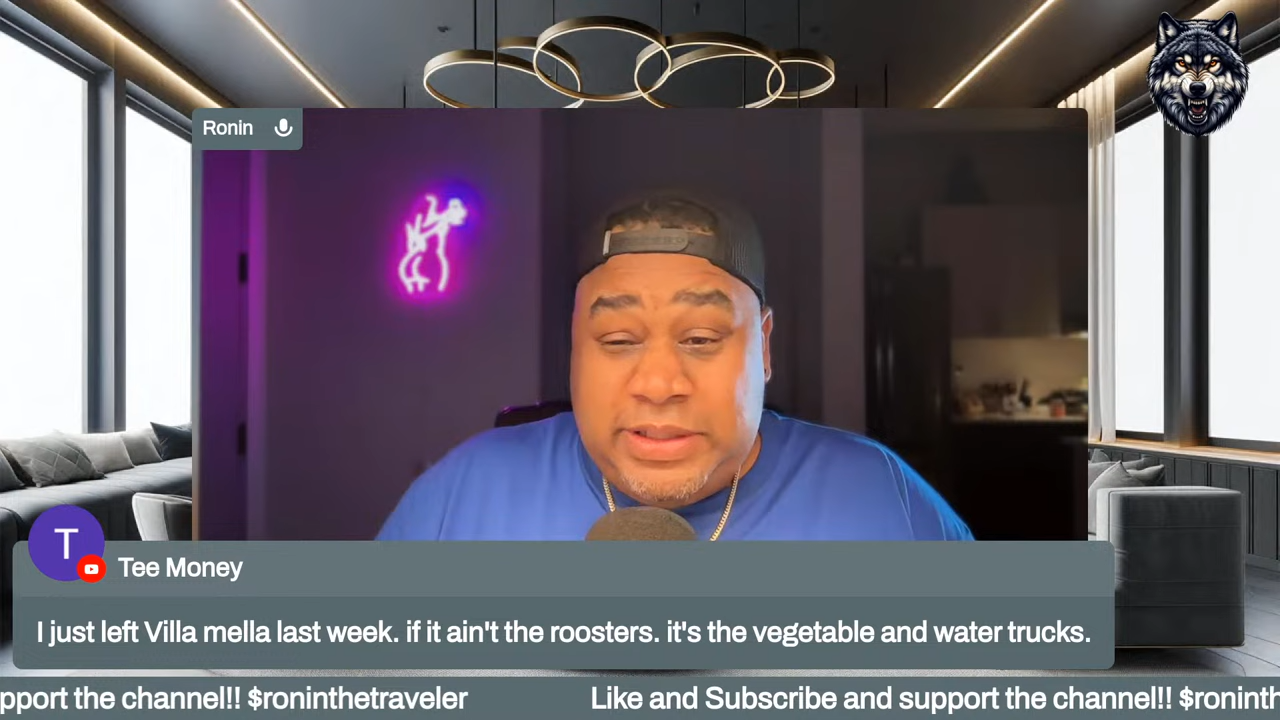 Ronin
T
Tee Money
I just left Villa mella last week. if it ain't the roosters. it's the vegetable and water trucks.
pport the channel!! $roninthetraveler Like and Subscribe and support the channel!! $roninth